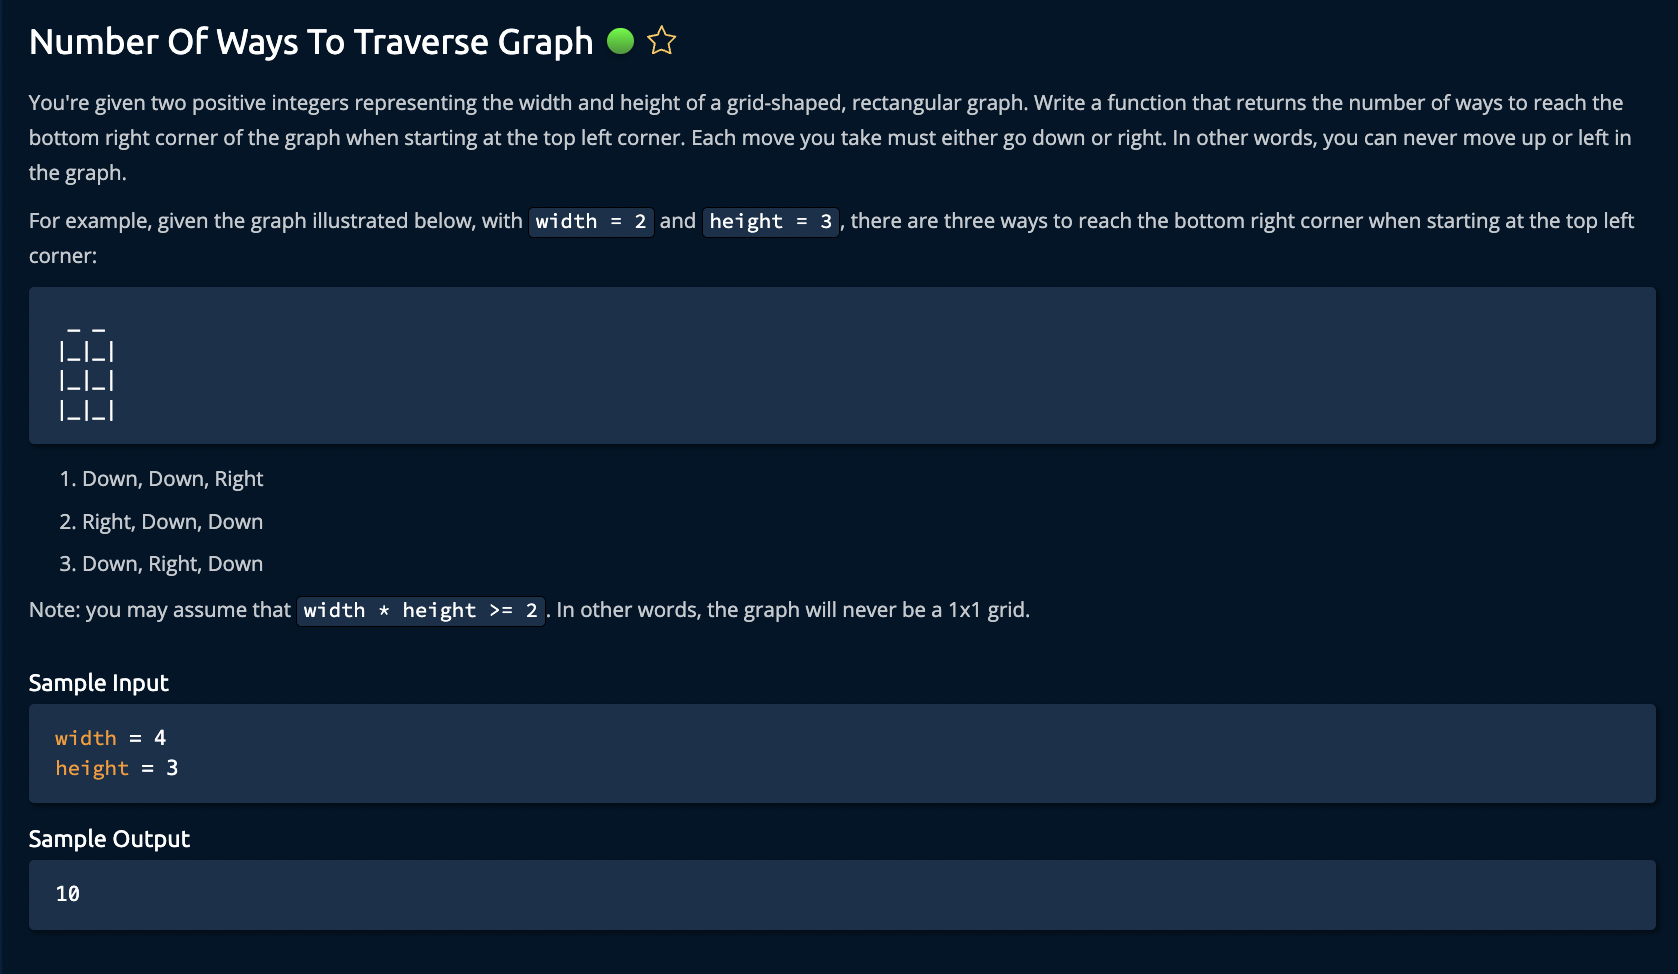 Number Of Ways To Traverse Graph
You're given two positive integers representing the width and height of a grid-shaped, rectangular graph. Write a function that returns the number of ways to reach the
bottom right corner of the graph when starting at the top left corner. Each move you take must either go down or right. In other words, you can never move up or left in
the graph.
For example, given the graph illustrated below, with width = 2 and height = 3, there are three ways to reach the bottom right corner when starting at the top left
corner:
 _ _
|_|_|
|_|_|
|_|_|
1. Down, Down, Right
2. Right, Down, Down
3. Down, Right, Down
Note: you may assume that width * height >= 2. In other words, the graph will never be a 1x1 grid.
Sample Input
width = 4
height = 3
Sample Output
10